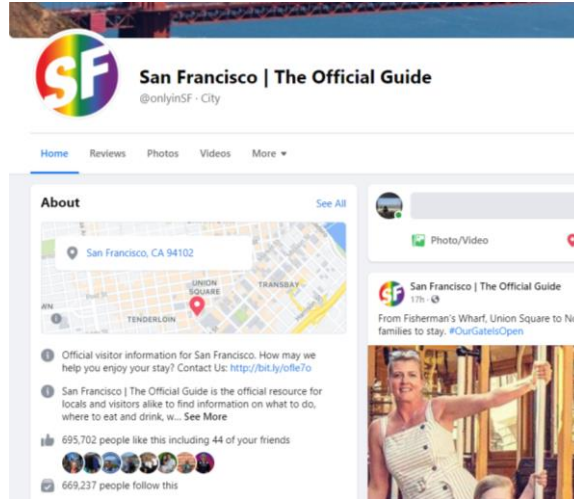 SF
San Francisco | The Official Guide
@onlyinSF · City
Home Reviews Photos Videos More
About See All
San Francisco, CA 94102
UNION
SQUARE
TRANSBAY
TENDERLOIN
Official visitor information for San Francisco. How may we
help you enjoy your stay? Contact Us: http://bit.ly/ofle7o
San Francisco | The Official Guide is the official resource for
locals and visitors alike to find information on what to do,
where to eat and drink, w... See More
695,702 people like this including 44 of your friends
669,237 people follow this
Photo/Video
SF
San Francisco | The Official Guide
17h ·
From Fisherman's Wharf, Union Square to
families to stay. #OurGateIsOpen